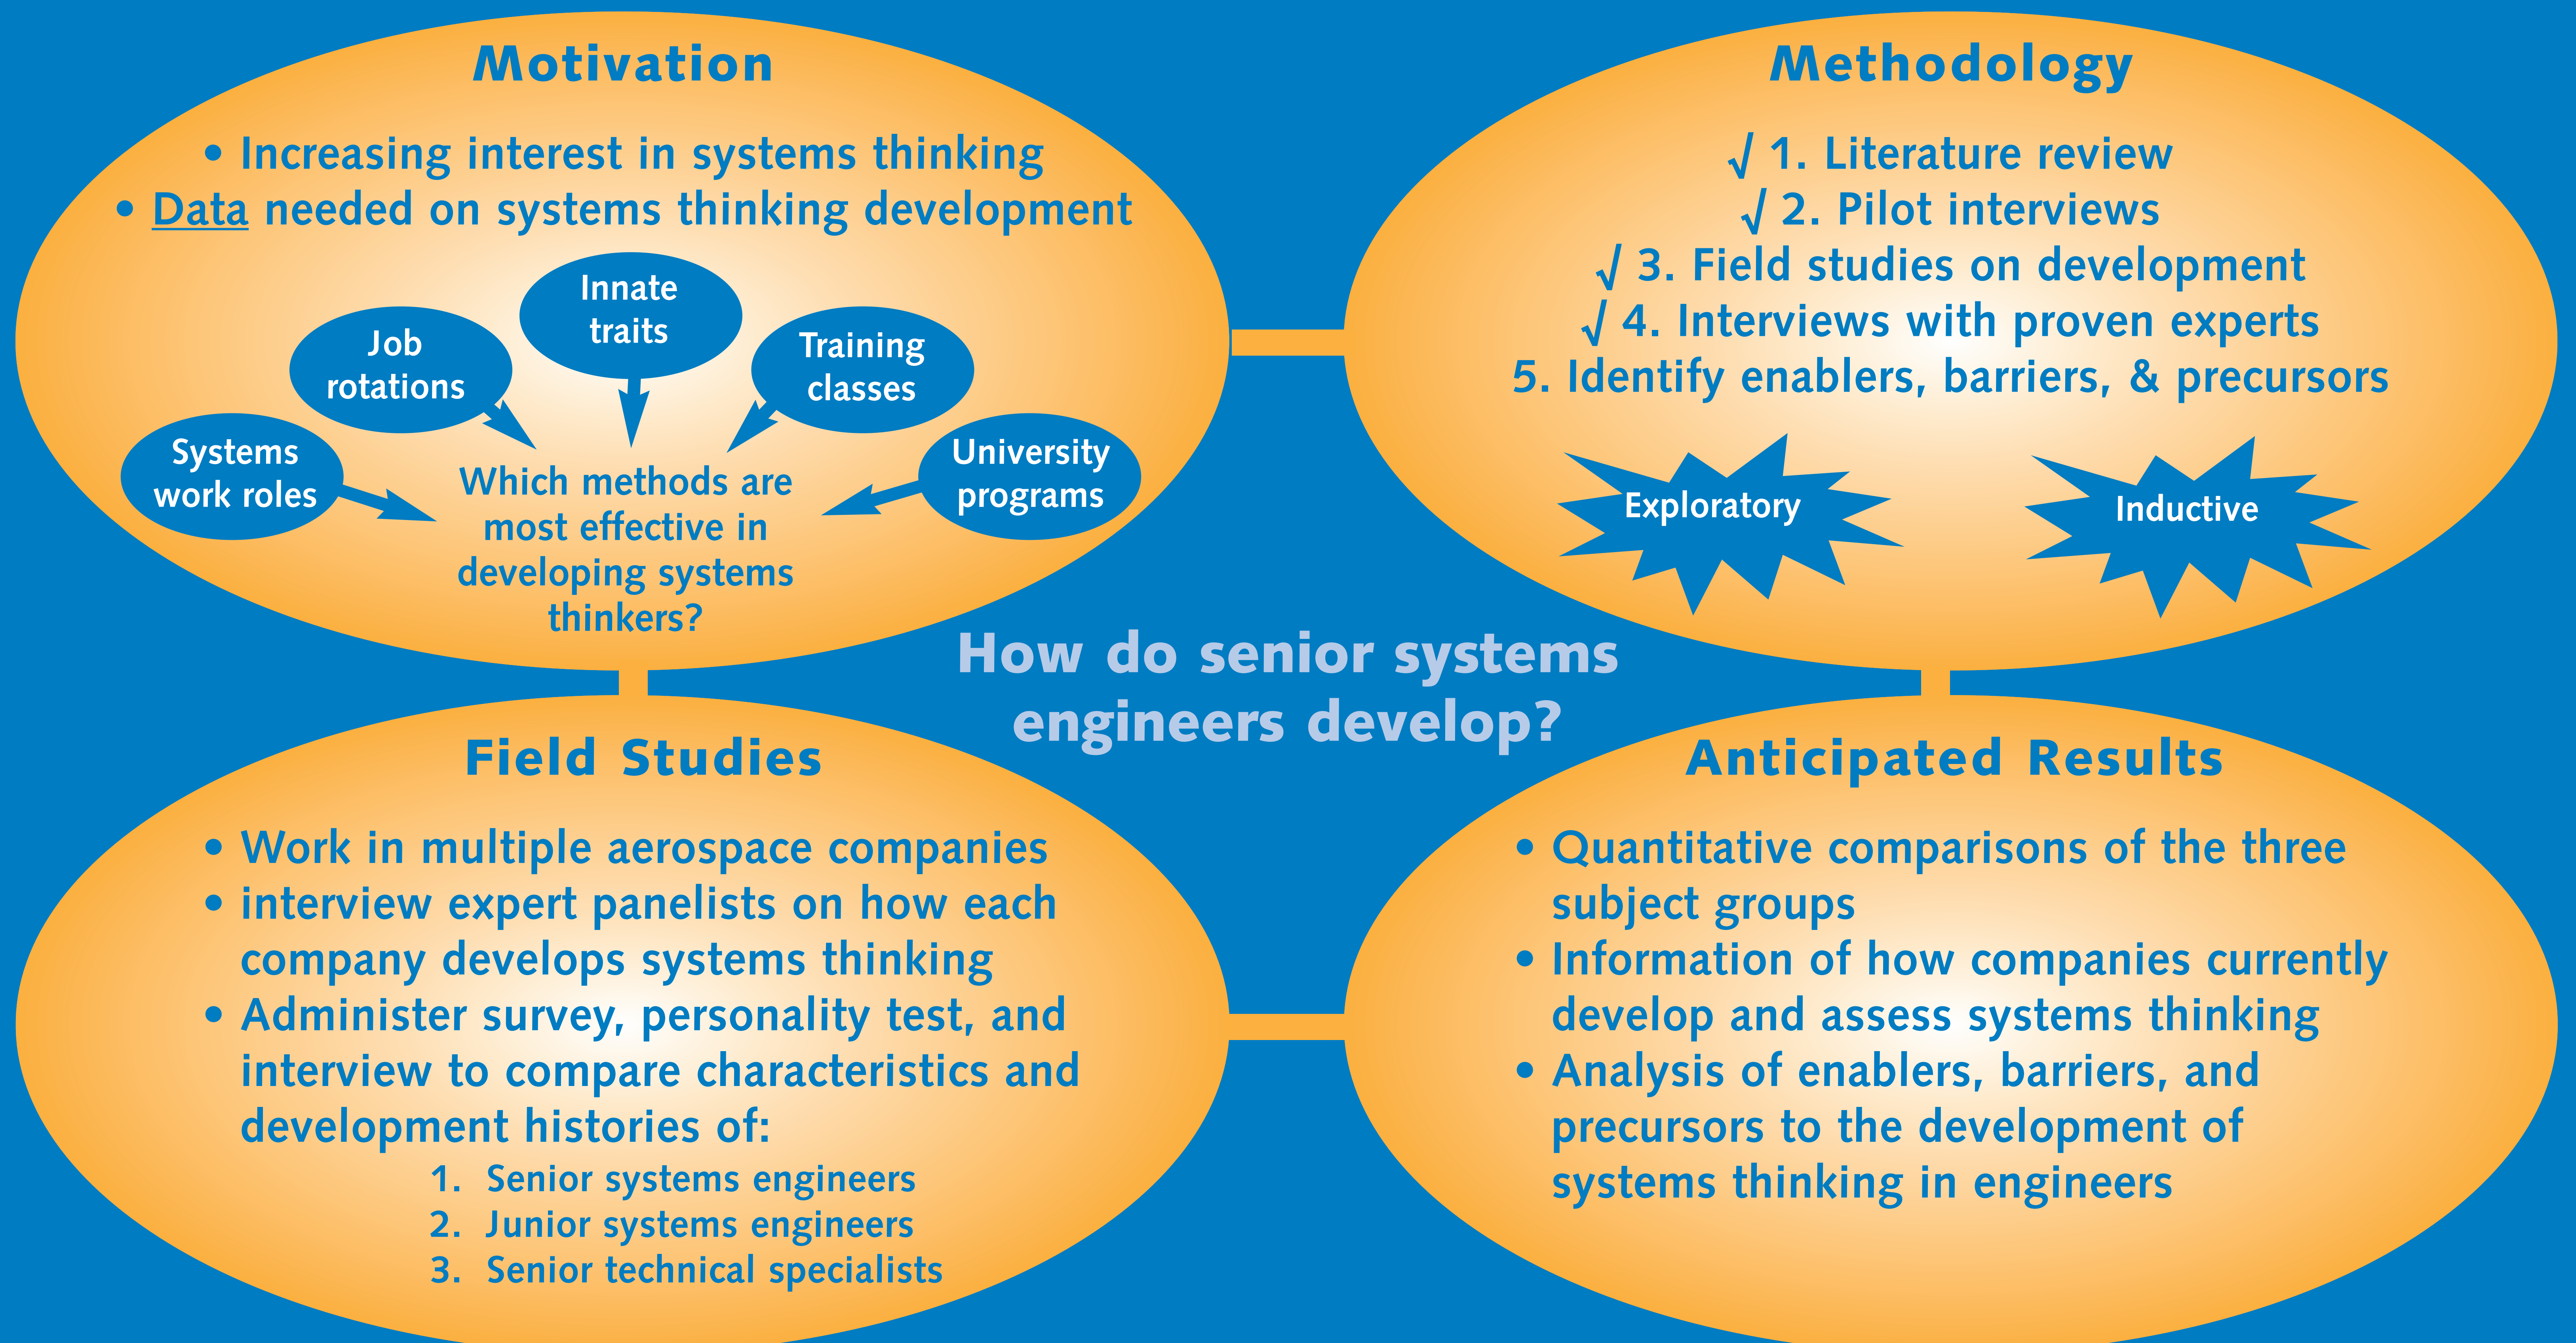 Motivation
• Increasing interest in systems thinking
• Data needed on systems thinking development
Innate
traits
Job
rotations
Training
classes
Systems
work roles
University
programs
Which methods are
most effective in
developing systems
thinkers?
Methodology
√ 1. Literature review
√ 2. Pilot interviews
√ 3. Field studies on development
√ 4. Interviews with proven experts
5. Identify enablers, barriers, & precursors
Exploratory
Inductive
How do senior systems
engineers develop?
Field Studies
• Work in multiple aerospace companies
• interview expert panelists on how each
company develops systems thinking
• Administer survey, personality test, and
interview to compare characteristics and
development histories of:
1. Senior systems engineers
2. Junior systems engineers
3. Senior technical specialists
Anticipated Results
• Quantitative comparisons of the three
subject groups
• Information of how companies currently
develop and assess systems thinking
• Analysis of enablers, barriers, and
precursors to the development of
systems thinking in engineers